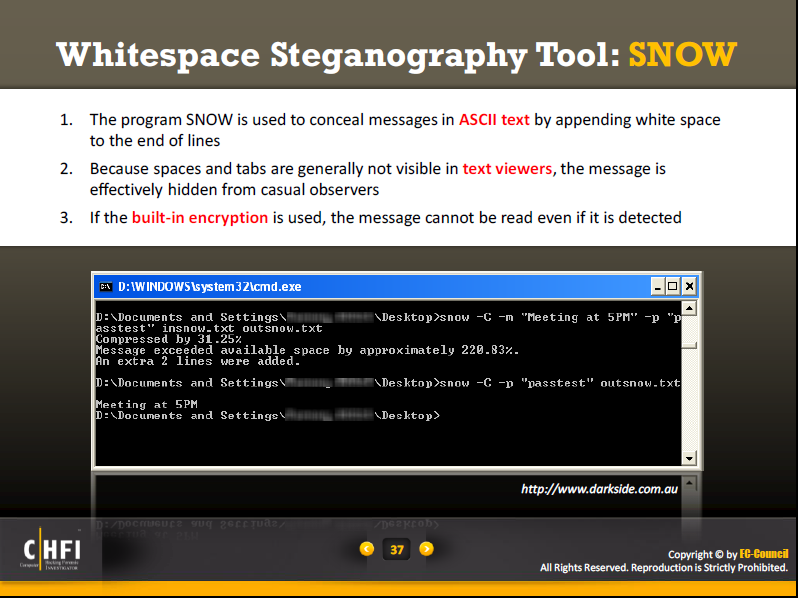 Whitespace Steganography Tool: SNOW
1. The program SNOW is used to conceal messages in ASCII text by appending white space
to the end of lines
2. Because spaces and tabs are generally not visible in text viewers, the message is
effectively hidden from casual observers
3. If the built-in encryption is used, the message cannot be read even if it is detected
D:\WINDOWS\system32\cmd.exe
D:\Documents and Settings\ \Desktop>snow -C -m "Meeting at 5PM" -p "p
asstest" insnow.txt outsnow.txt
Compressed by 31.25%
Message exceeded available space by approximately 220.83%.
An extra 2 lines were added.
D:\Documents and Settings\ \Desktop>snow -C -p "passtest" outsnow.txt
Meeting at 5PM
D:\Documents and Settings\ \Desktop>
http://www.darkside.com.au
CHFI
Computer Hacking Forensic
INVESTIGATOR
37
Copyright © by EC-Council
All Rights Reserved. Reproduction is Strictly Prohibited.